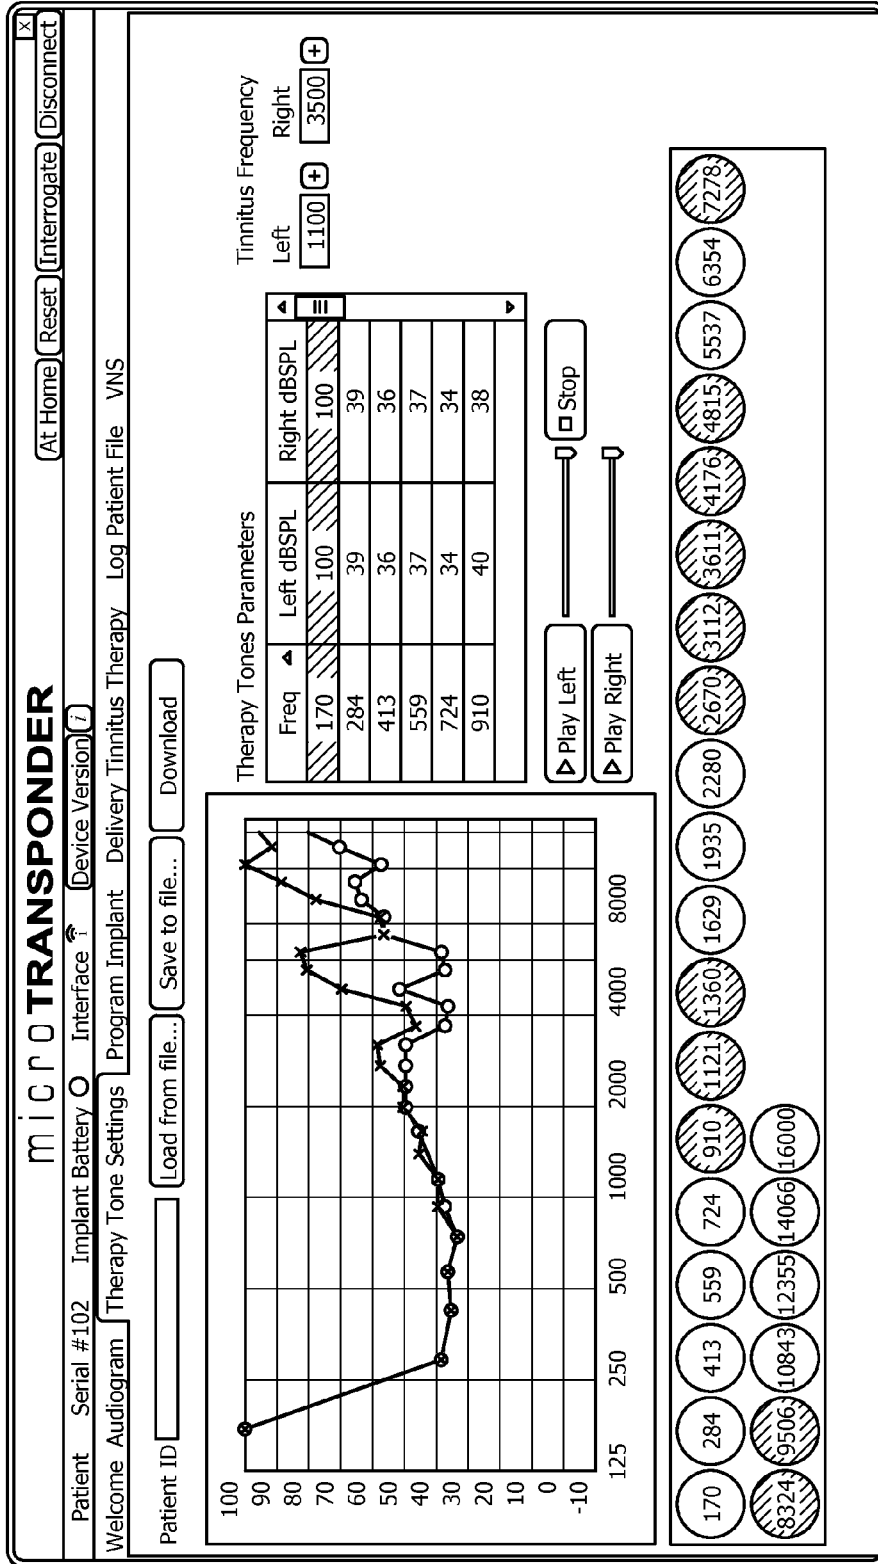 microTRANSPONDER
X
Patient Serial #102 Implant Battery Interface i Device Version i At Home Reset Interrogate Disconnect
Welcome Audiogram Therapy Tone Settings Program Implant Delivery Tinnitus Therapy Log Patient File VNS
Patient ID Load from file... Save to file... Download
100
90
80
70
60
50
40
30
20
10
0
-10
125 250 500 1000 2000 4000 8000
Therapy Tones Parameters
Freq Left dBSPL Right dBSPL
170 100 100
284 39 39
413 36 36
559 37 37
724 34 34
910 40 38
Play Left Stop
Play Right
Tinnitus Frequency
Left Right
1100 + 3500 +
170 284 413 559 724 910 1121 1360 1629 1935 2280 2670 3112 3611 4176 4815 5537 6354 7278
8324 9506 10843 12355 14066 16000